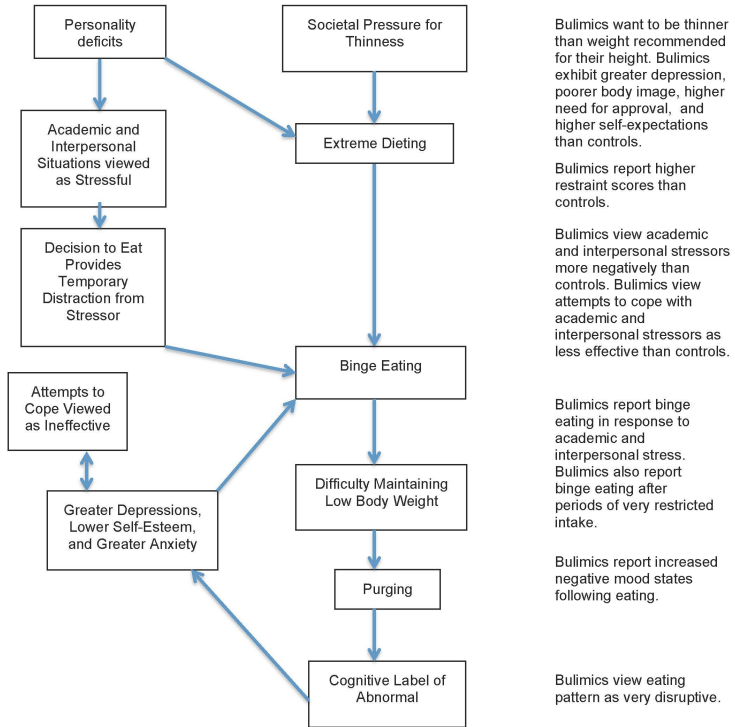 Personality
deficits
Societal Pressure for
Thinness
Academic and
Interpersonal
Situations viewed
as Stressful
Extreme Dieting
Decision to Eat
Provides
Temporary
Distraction from
Stressor
Binge Eating
Attempts to
Cope Viewed
as Ineffective
Difficulty Maintaining
Low Body Weight
Greater Depressions,
Lower Self-Esteem,
and Greater Anxiety
Purging
Cognitive Label of
Abnormal
Bulimics want to be thinner
than weight recommended
for their height. Bulimics
exhibit greater depression,
poorer body image, higher
need for approval, and
higher self-expectations
than controls.
Bulimics report higher
restraint scores than
controls.
Bulimics view academic
and interpersonal stressors
more negatively than
controls. Bulimics view
attempts to cope with
academic and
interpersonal stressors as
less effective than controls.
Bulimics report binge
eating in response to
academic and
interpersonal stress.
Bulimics also report
binge eating after
periods of very restricted
intake.
Bulimics report increased
negative mood states
following eating.
Bulimics view eating
pattern as very disruptive.